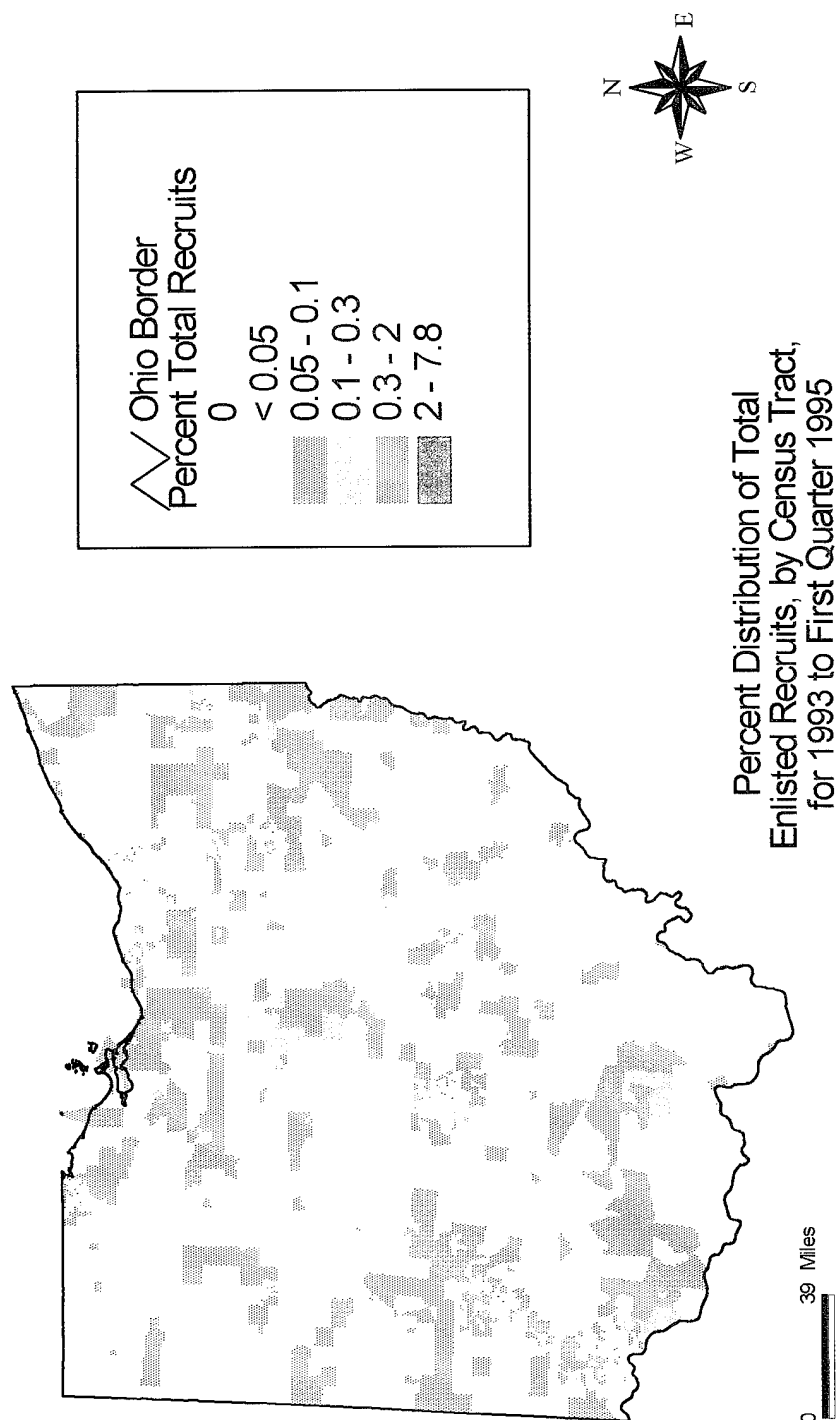 Ohio Border
Percent Total Recruits
0
< 0.05
0.05 - 0.1
0.1 - 0.3
0.3 - 2
2 - 7.8
N
W
E
S
Percent Distribution of Total
Enlisted Recruits, by Census Tract,
for 1993 to First Quarter 1995
0
39 Miles